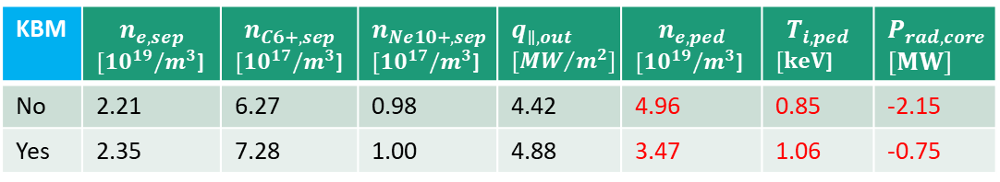 KBM n_{e,sep} [10^{19}/m^3] n_{C6+,sep} [10^{17}/m^3] n_{Ne10+,sep} [10^{17}/m^3] q_{∥,out} [MW/m^2] n_{e,ped} [10^{19}/m^3] T_{i,ped} [keV] P_{rad,core} [MW]
No 2.21 6.27 0.98 4.42 4.96 0.85 -2.15
Yes 2.35 7.28 1.00 4.88 3.47 1.06 -0.75